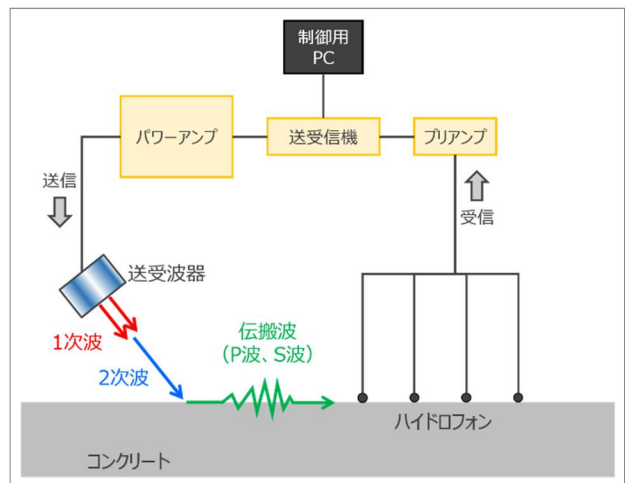 制御用
PC
パワーアンプ
送受信機
プリアンプ
送信
受信
送受波器
1次波
2次波
伝搬波
(P波、S波)
ハイドロフォン
コンクリート